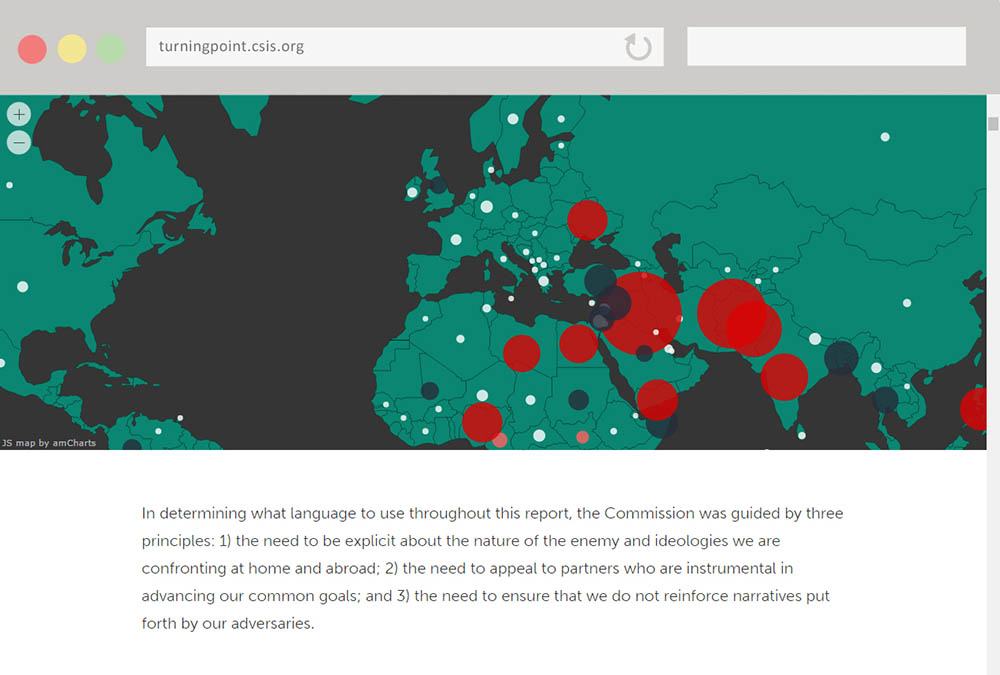 turningpoint.csis.org
JS map by amCharts
In determining what language to use throughout this report, the Commission was guided by three
principles: 1) the need to be explicit about the nature of the enemy and ideologies we are
confronting at home and abroad; 2) the need to appeal to partners who are instrumental in
advancing our common goals; and 3) the need to ensure that we do not reinforce narratives put
forth by our adversaries.